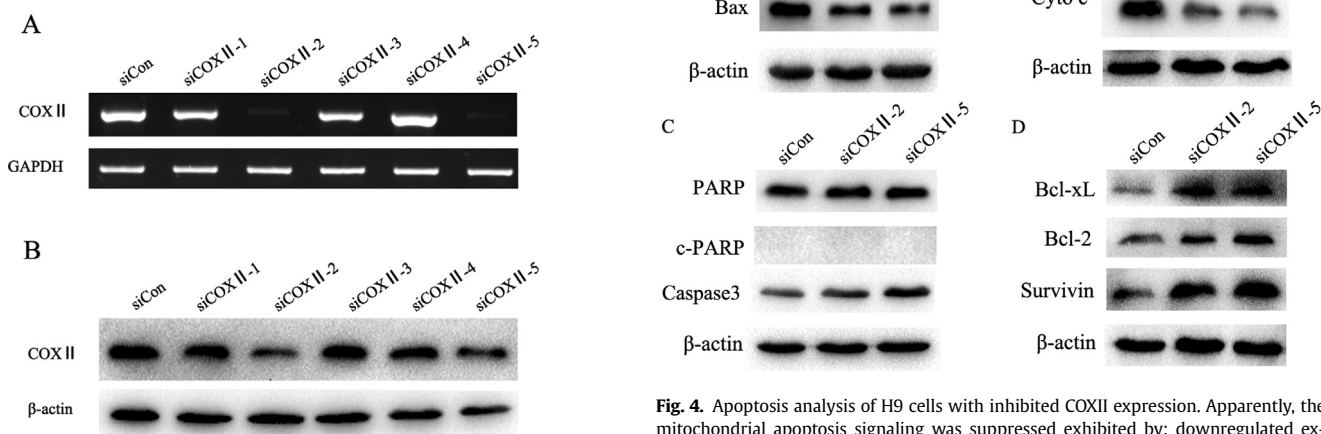 A
siCon siCOXⅡ-1 siCOXⅡ-2 siCOXⅡ-3 siCOXⅡ-4 siCOXⅡ-5
COXⅡ
GAPDH
B
siCon siCOXⅡ-1 siCOXⅡ-2 siCOXⅡ-3 siCOXⅡ-4 siCOXⅡ-5
COXⅡ
β-actin
Bax
β-actin
Cyto c
β-actin
C
siCon siCOXⅡ-2 siCOXⅡ-5
PARP
c-PARP
Caspase3
β-actin
D
siCon siCOXⅡ-2 siCOXⅡ-5
Bcl-xL
Bcl-2
Survivin
β-actin
Fig. 4. Apoptosis analysis of H9 cells with inhibited COXII expression. Apparently, the
mitochondrial apoptosis signaling was suppressed exhibited by: downregulated ex-